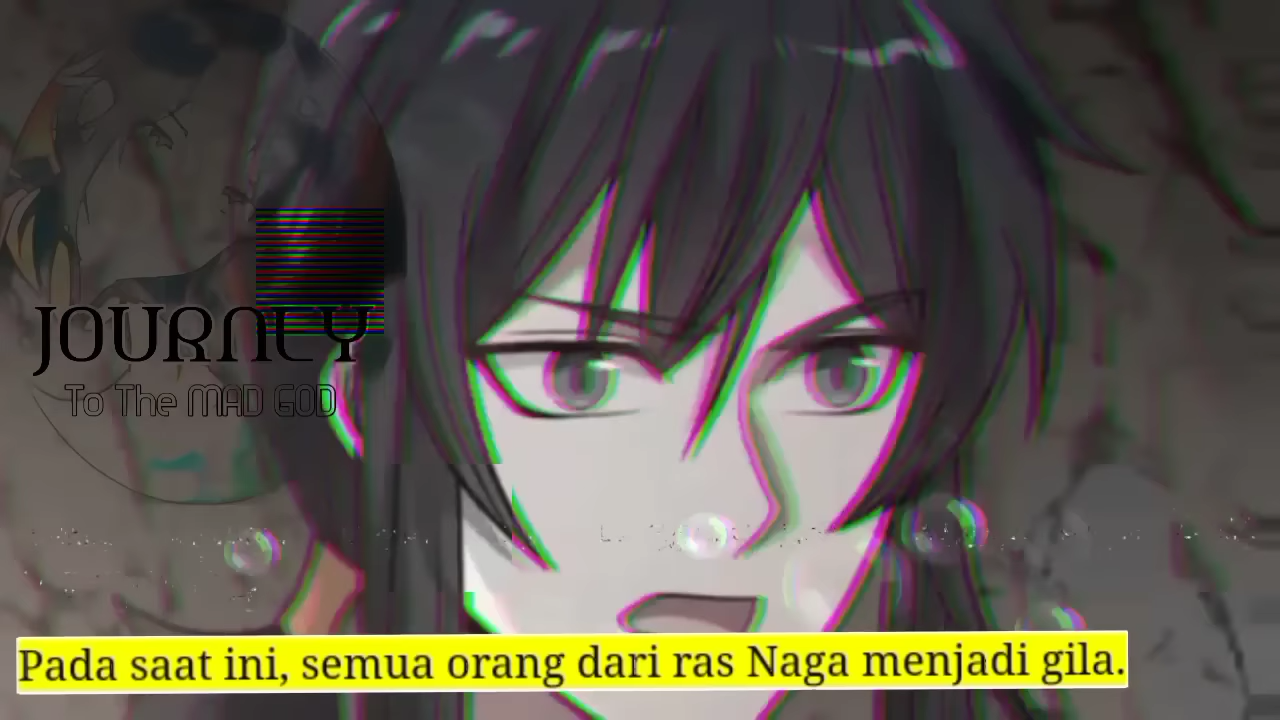 JOURNEY
To The MAD GOD
Pada saat ini, semua orang dari ras Naga menjadi gila.